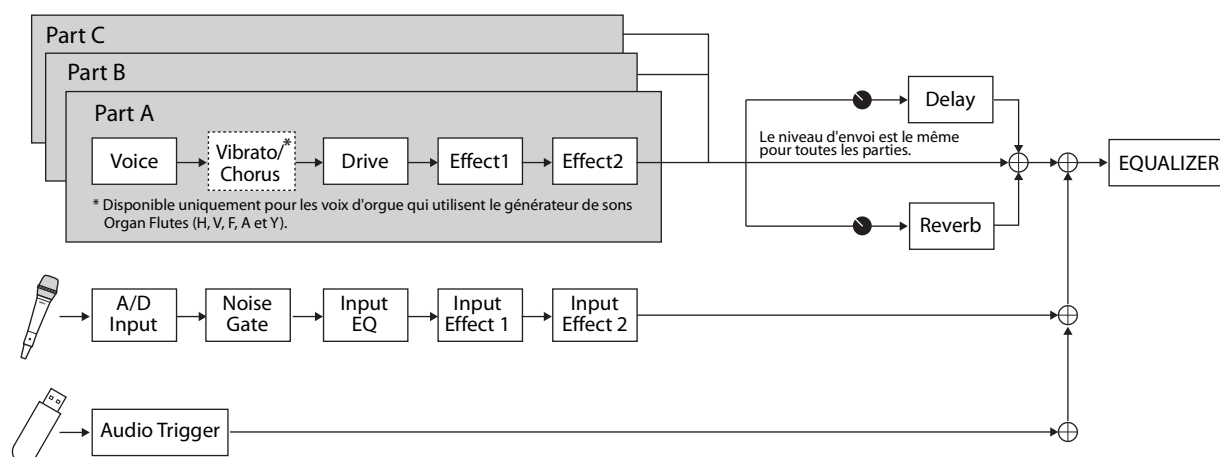 Part C
Part B
Part A
Voice
Vibrato/*
Chorus
Drive
Effect1
Effect2
* Disponible uniquement pour les voix d'orgue qui utilisent le générateur de sons
Organ Flutes (H, V, F, A et Y).
Delay
Le niveau d'envoi est le même
pour toutes les parties.
Reverb
EQUALIZER
A/D
Input
Noise
Gate
Input
EQ
Input
Effect 1
Input
Effect 2
Audio Trigger